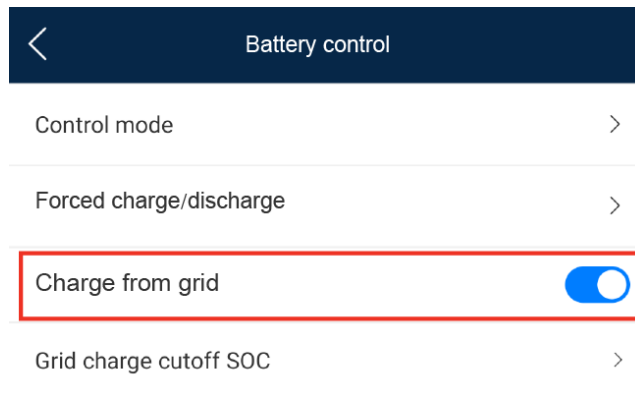 Battery control
Control mode
Forced charge/discharge
Charge from grid
Grid charge cutoff SOC